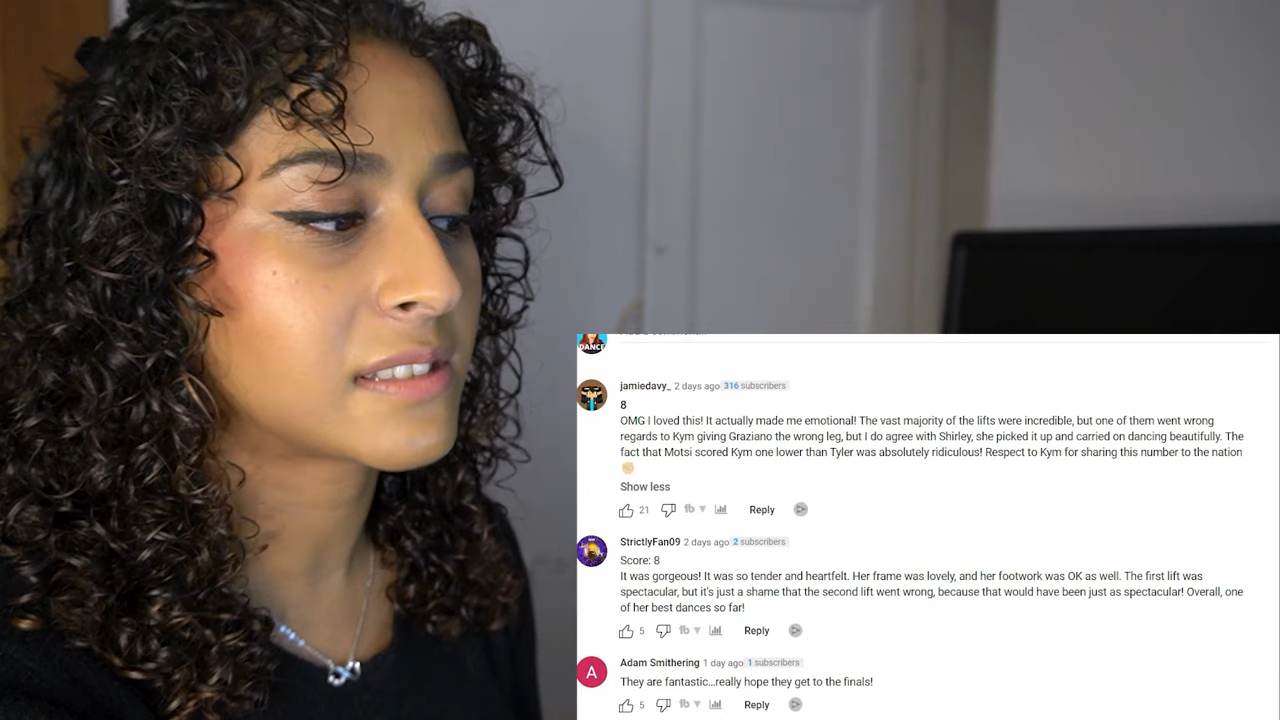 DANCE
jamiedavy_ 2 days ago 316 subscribers
8
OMG I loved this! It actually made me emotional! The vast majority of the lifts were incredible, but one of them went wrong
regards to Kym giving Graziano the wrong leg, but I do agree with Shirley, she picked it up and carried on dancing beautifully. The
fact that Motsi scored Kym one lower than Tyler was absolutely ridiculous! Respect to Kym for sharing this number to the nation
✊🏻
Show less
21 tb Reply
StrictlyFan09 2 days ago 2 subscribers
Score: 8
It was gorgeous! It was so tender and heartfelt. Her frame was lovely, and her footwork was OK as well. The first lift was
spectacular, but it's just a shame that the second lift went wrong, because that would have been just as spectacular! Overall, one
of her best dances so far!
5 tb Reply
A
Adam Smithering 1 day ago 1 subscribers
They are fantastic...really hope they get to the finals!
5 tb Reply